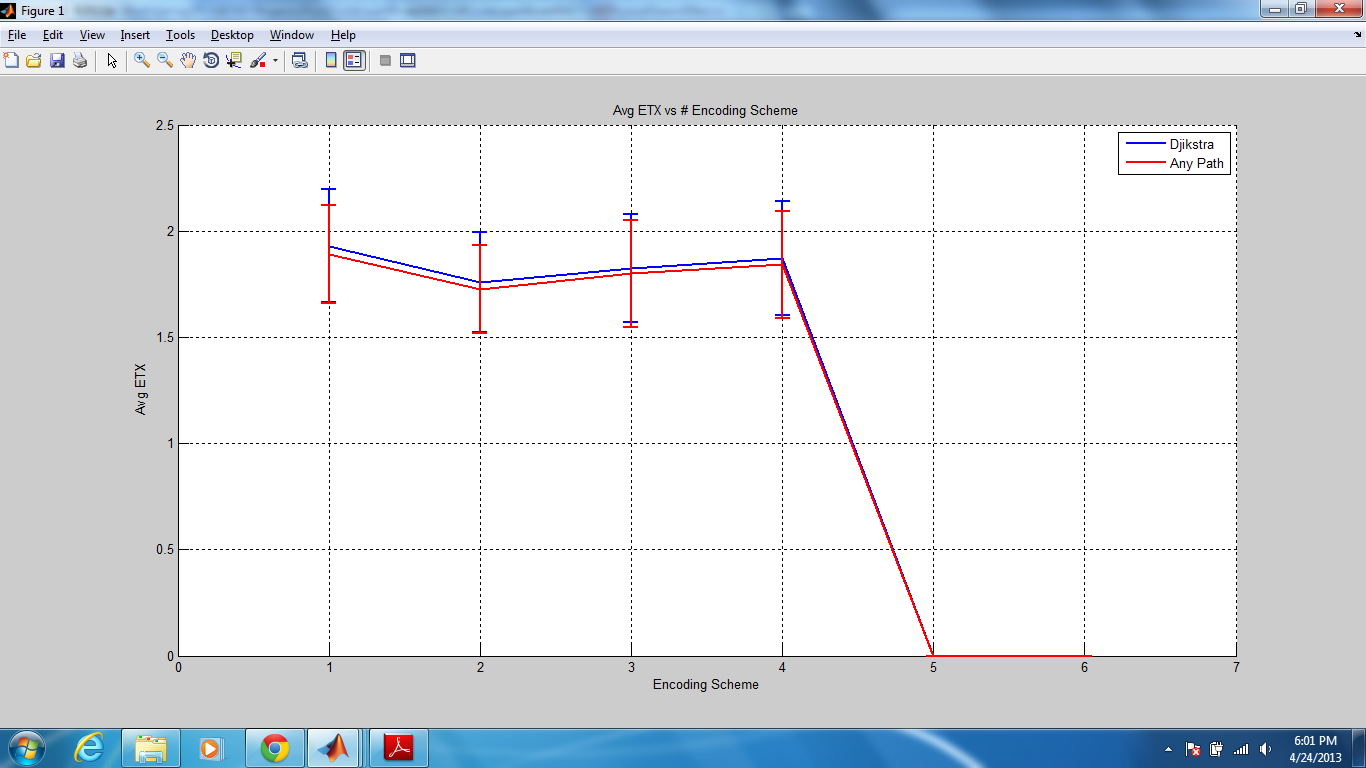 Figure 1
File Edit View Insert Tools Desktop Window Help
Avg ETX vs # Encoding Scheme
Djikstra
Any Path
2.5
2
1.5
1
0.5
0
Avg ETX
0 1 2 3 4 5 6 7
Encoding Scheme
6:01 PM
4/24/2013